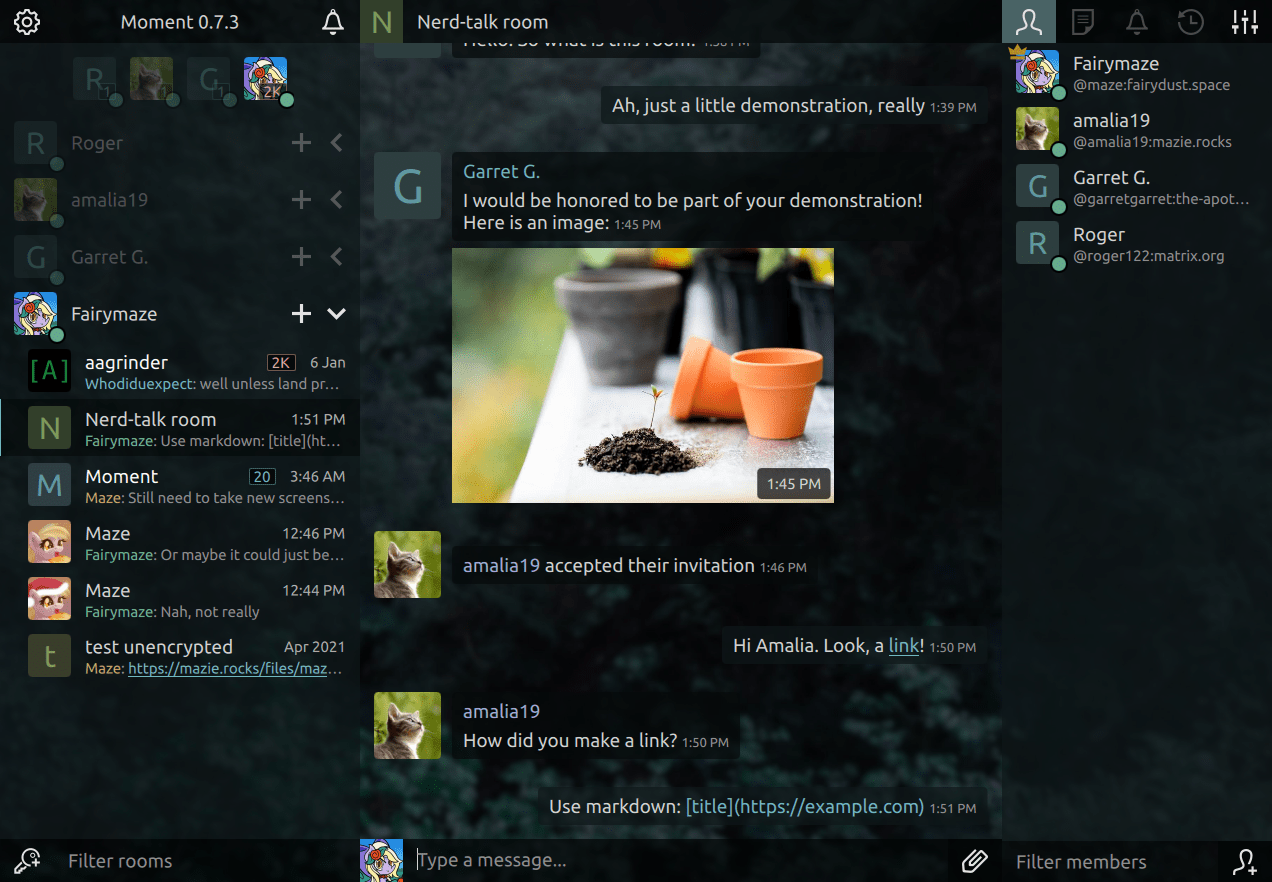 Moment 0.7.3
R 1
1
G 1
2K
R Roger
amalia19
G Garret G.
Fairymaze
[A] aagrinder 2K 6 Jan
Whodiduexpect: well unless land pr…
N Nerd-talk room 1:51 PM
Fairymaze: Use markdown: [title](ht…
M Moment 20 3:46 AM
Maze: Still need to take new screens…
Maze 12:46 PM
Fairymaze: Or maybe it could just be…
Maze 12:44 PM
Fairymaze: Nah, not really
t test unencrypted Apr 2021
Maze: https://mazie.rocks/files/maz…
Filter rooms
N Nerd-talk room
Hello! So what is this room? 1:38 PM
Ah, just a little demonstration, really 1:39 PM
G Garret G.
I would be honored to be part of your demonstration!
Here is an image: 1:45 PM
1:45 PM
amalia19 accepted their invitation 1:46 PM
Hi Amalia. Look, a link! 1:50 PM
amalia19
How did you make a link? 1:50 PM
Use markdown: [title](https://example.com) 1:51 PM
Type a message...
Fairymaze
@maze:fairydust.space
amalia19
@amalia19:mazie.rocks
G Garret G.
@garretgarret:the-apot…
R Roger
@roger122:matrix.org
Filter members